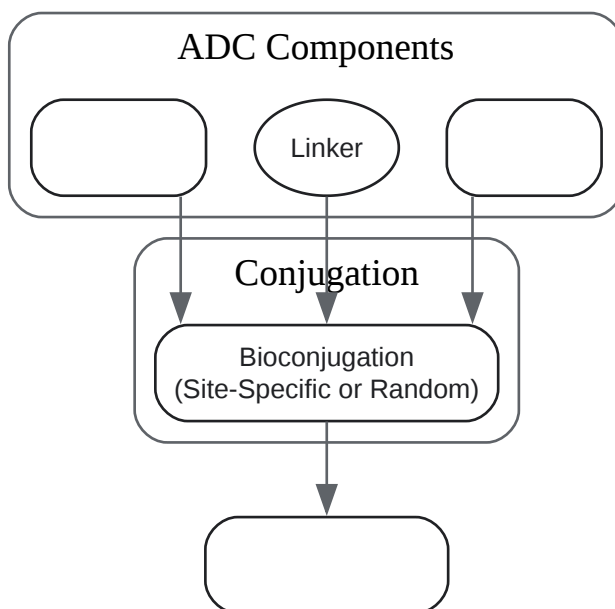 ADC Components
Linker
Conjugation
Bioconjugation
(Site-Specific or Random)